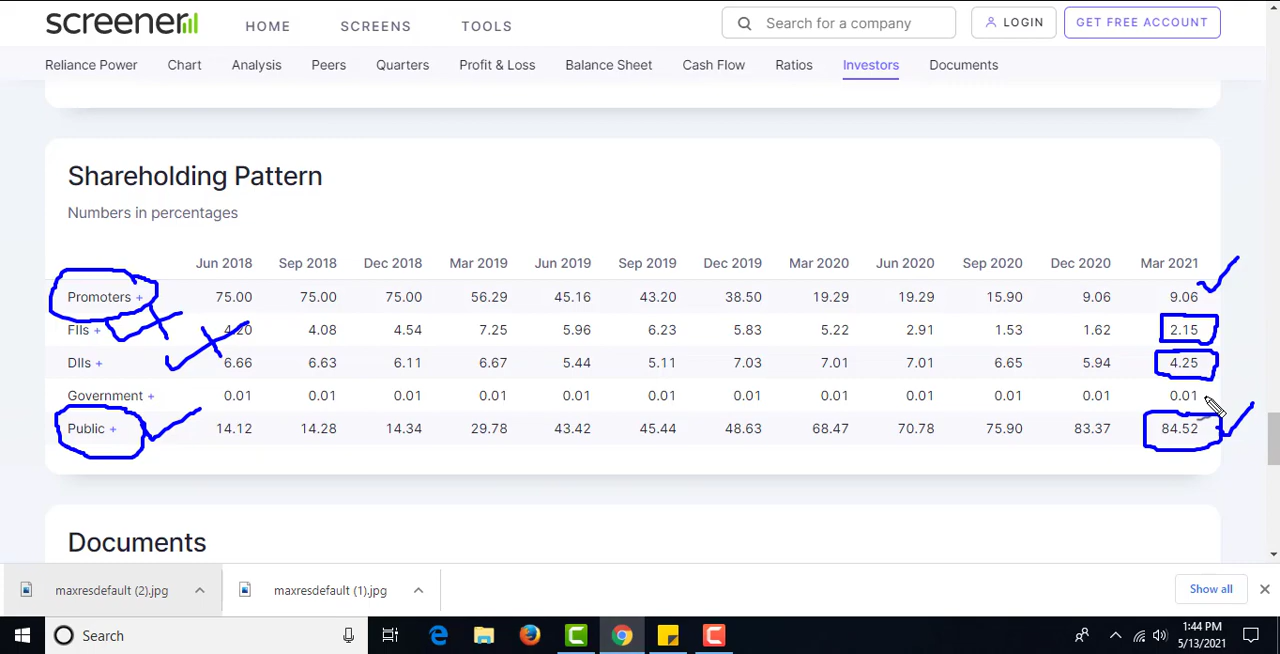 screener HOME SCREENS TOOLS Search for a company LOGIN GET FREE ACCOUNT
Reliance Power Chart Analysis Peers Quarters Profit & Loss Balance Sheet Cash Flow Ratios Investors Documents
Shareholding Pattern
Numbers in percentages
Jun 2018 Sep 2018 Dec 2018 Mar 2019 Jun 2019 Sep 2019 Dec 2019 Mar 2020 Jun 2020 Sep 2020 Dec 2020 Mar 2021
Promoters + 75.00 75.00 75.00 56.29 45.16 43.20 38.50 19.29 19.29 15.90 9.06 9.06
FIIs + 4.20 4.08 4.54 7.25 5.96 6.23 5.83 5.22 2.91 1.53 1.62 2.15
DIIs + 6.66 6.63 6.11 6.67 5.44 5.11 7.03 7.01 7.01 6.65 5.94 4.25
Government + 0.01 0.01 0.01 0.01 0.01 0.01 0.01 0.01 0.01 0.01 0.01 0.01
Public + 14.12 14.28 14.34 29.78 43.42 45.44 48.63 68.47 70.78 75.90 83.37 84.52
Documents
maxresdefault (2).jpg maxresdefault (1).jpg Show all
Search 1:44 PM
5/13/2021